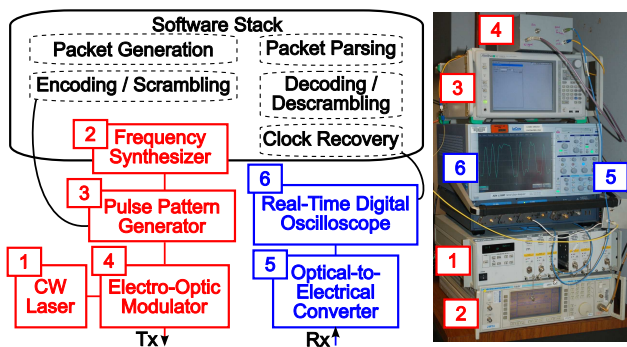 Software Stack
Packet Generation
Packet Parsing
Encoding / Scrambling
Decoding /
Descrambling
Clock Recovery
2
Frequency
Synthesizer
3
Pulse Pattern
Generator
6
Real-Time Digital
Oscilloscope
1
CW
Laser
4
Electro-Optic
Modulator
5
Optical-to-
Electrical
Converter
Tx
Rx
4
3
6
5
1
2